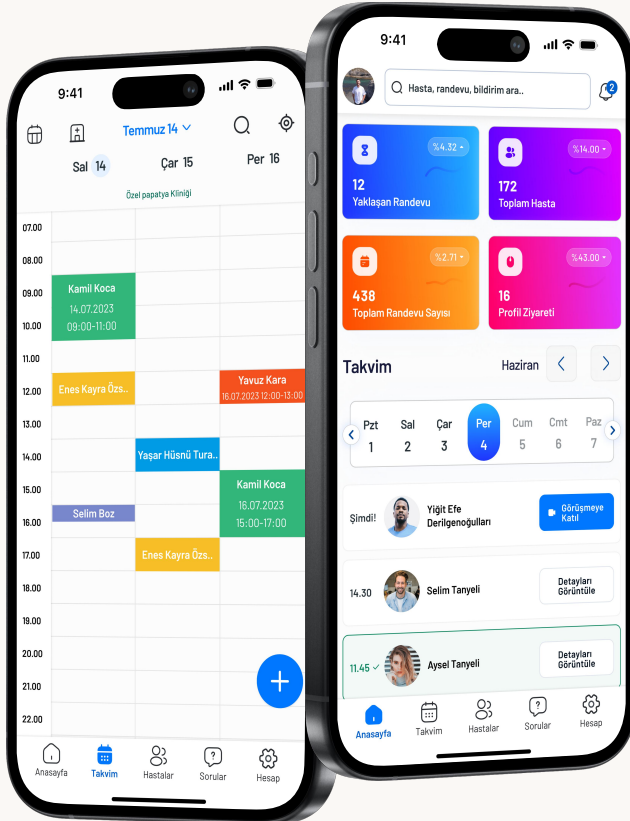 9:41
Temmuz 14
Sal 14
Çar 15
Per 16
Özel papatya Kliniği
07.00
08.00
09.00
10.00
11.00
12.00
13.00
14.00
15.00
16.00
17.00
18.00
19.00
20.00
21.00
22.00
Kamil Koca
14.07.2023
09:00-11:00
Enes Kayra Özs..
Yavuz Kara
16.07.2023 12:00-13:00
Yaşar Hüsnü Tura..
Kamil Koca
16.07.2023
15:00-17:00
Selim Boz
Enes Kayra Özs..
Anasayfa
Takvim
Hastalar
Sorular
Hesap
9:41
Hasta, randevu, bildirim ara..
2
%4.32
12
Yaklaşan Randevu
%14.00
172
Toplam Hasta
%2.71
438
Toplam Randevu Sayısı
%43.00
16
Profil Ziyareti
Takvim
Haziran
Pzt Sal Çar Per Cum Cmt Paz
1 2 3 4 5 6 7
Şimdi!
Yiğit Efe
Derilgenoğulları
Görüşmeye
Katıl
14.30
Selim Tanyeli
Detayları
Görüntüle
11.45
Aysel Tanyeli
Detayları
Görüntüle
Anasayfa
Takvim
Hastalar
Sorular
Hesap